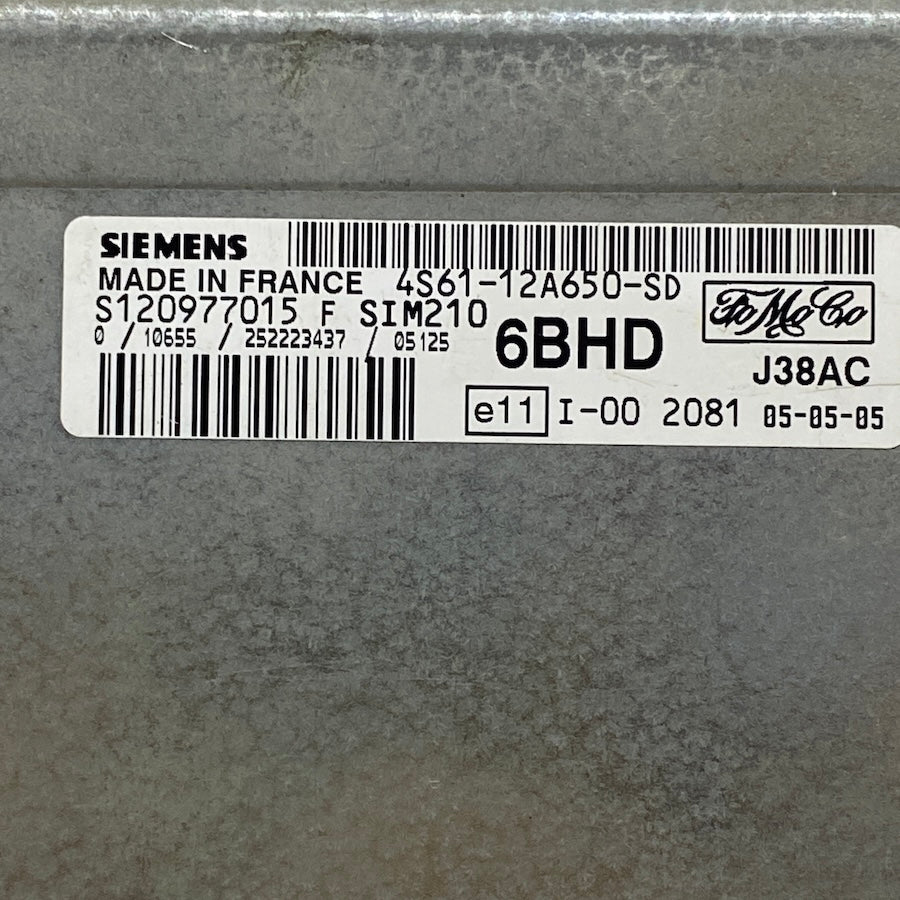 SIEMENS
MADE IN FRANCE 4S61-12A650-SD
S120977015 F SIM210
0 / 10655 / 252223437 / 05125
6BHD
FoMoCo
J38AC
e11 I-00 2081 05-05-05